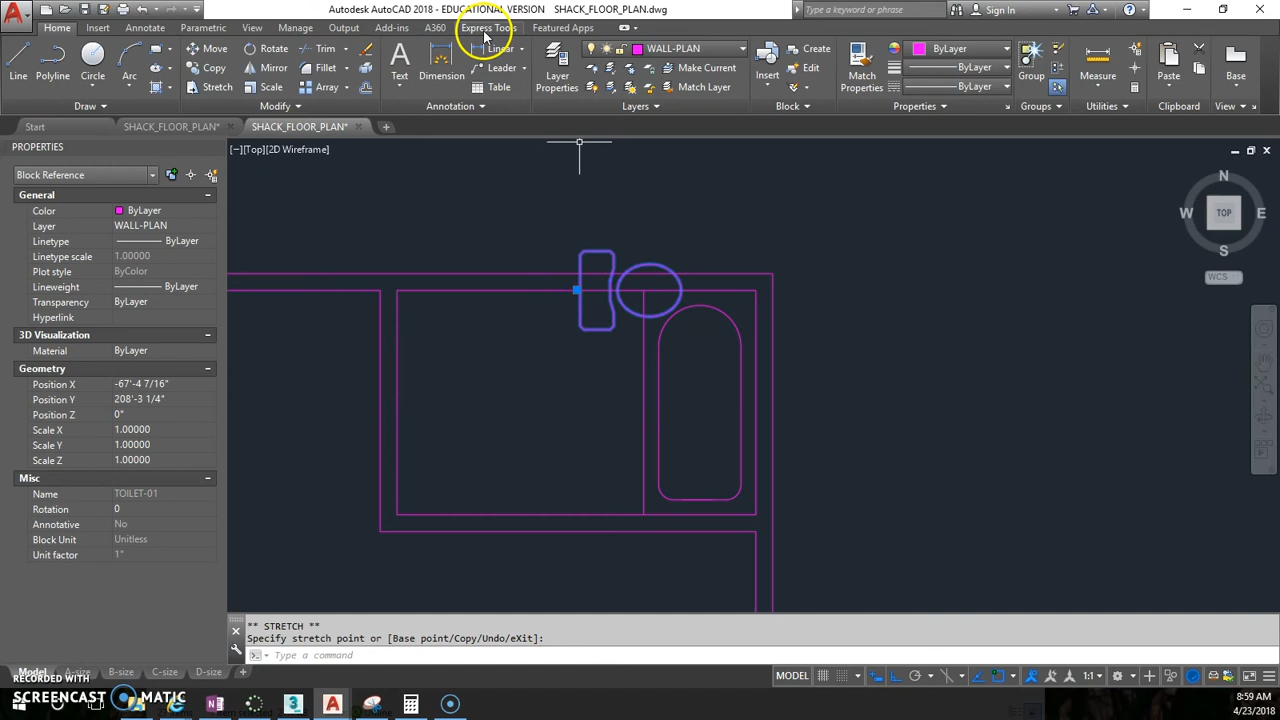 Autodesk AutoCAD 2018 - EDUCATIONAL VERSION SHACK_FLOOR_PLAN.dwg
Type a keyword or phrase
Sign In
Home Insert Annotate Parametric View Manage Output Add-ins A360 Express Tools Featured Apps
Line Polyline Circle Arc
Move Rotate Trim
Copy Mirror Fillet
Stretch Scale Array
Text Dimension
Linear
Leader
Table
Layer Properties
WALL-PLAN
Make Current
Match Layer
Insert
Create
Edit
Match Properties
ByLayer
ByLayer
ByLayer
Group
Measure
Paste
Base
Draw Modify Annotation Layers Block Properties Groups Utilities Clipboard View
Start SHACK_FLOOR_PLAN* SHACK_FLOOR_PLAN*
PROPERTIES
[−][Top][2D Wireframe]
Block Reference
General
Color ByLayer
Layer WALL-PLAN
Linetype ByLayer
Linetype scale 1.00000
Plot style ByColor
Lineweight ByLayer
Transparency ByLayer
Hyperlink
3D Visualization
Material ByLayer
Geometry
Position X -67'-4 7/16"
Position Y 208'-3 1/4"
Position Z 0"
Scale X 1.00000
Scale Y 1.00000
Scale Z 1.00000
Misc
Name TOILET-01
Rotation 0
Annotative No
Block Unit Unitless
Unit factor 1"
N
W TOP E
S
WCS
** STRETCH **
Specify stretch point or [Base point/Copy/Undo/eXit]:
Type a command
Model A-size B-size C-size D-size
MODEL 1:1
RECORDED WITH
SCREENCAST MATIC
8:59 AM
4/23/2018